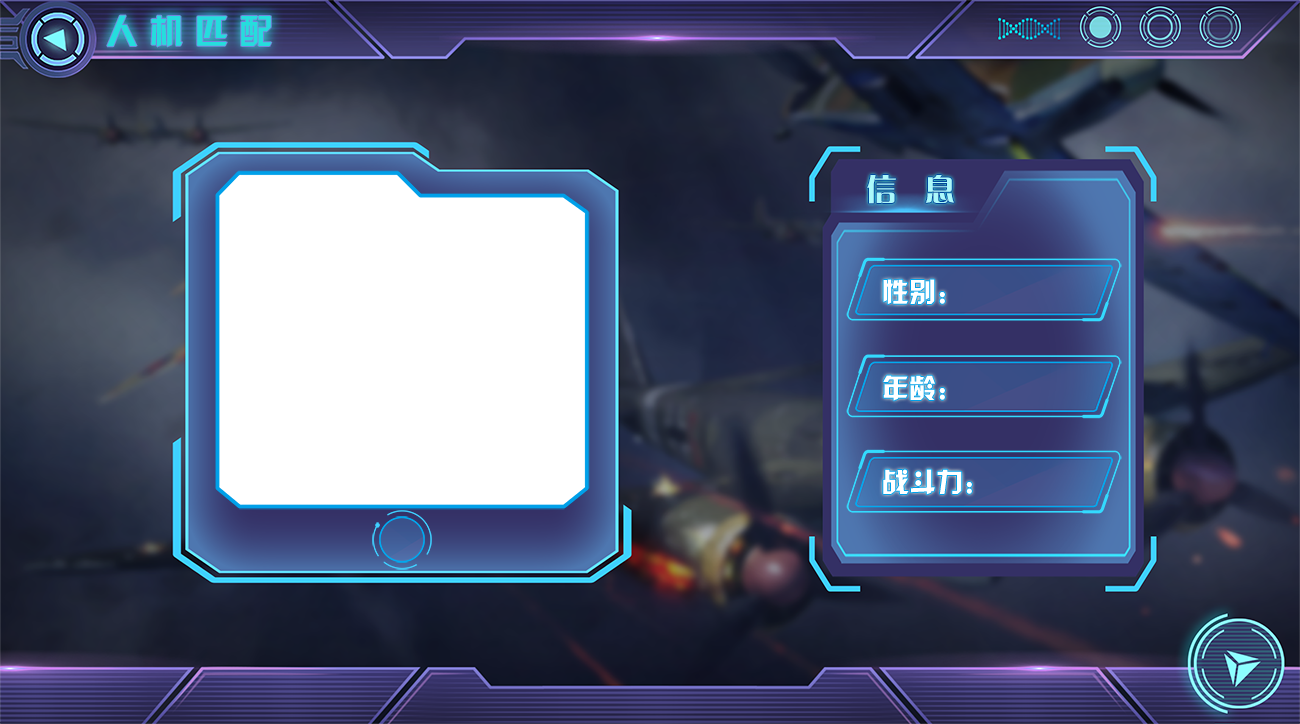 人机匹配
信息
性别：
年龄：
战斗力：